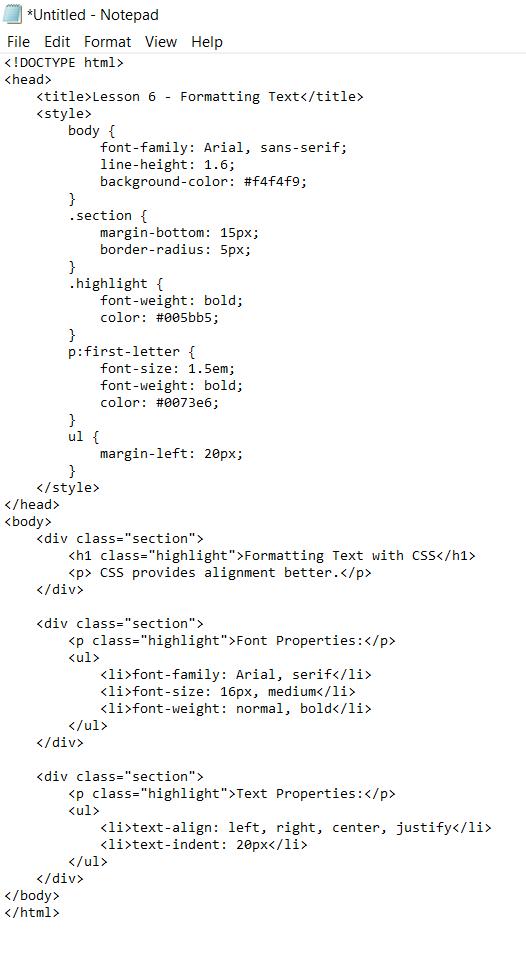 *Untitled - Notepad
File Edit Format View Help
<!DOCTYPE html>
<head>
    <title>Lesson 6 - Formatting Text</title>
    <style>
        body {
            font-family: Arial, sans-serif;
            line-height: 1.6;
            background-color: #f4f4f9;
        }
        .section {
            margin-bottom: 15px;
            border-radius: 5px;
        }
        .highlight {
            font-weight: bold;
            color: #005bb5;
        }
        p:first-letter {
            font-size: 1.5em;
            font-weight: bold;
            color: #0073e6;
        }
        ul {
            margin-left: 20px;
        }
    </style>
</head>
<body>
    <div class="section">
        <h1 class="highlight">Formatting Text with CSS</h1>
        <p> CSS provides alignment better.</p>
    </div>

    <div class="section">
        <p class="highlight">Font Properties:</p>
        <ul>
            <li>font-family: Arial, serif</li>
            <li>font-size: 16px, medium</li>
            <li>font-weight: normal, bold</li>
        </ul>
    </div>

    <div class="section">
        <p class="highlight">Text Properties:</p>
        <ul>
            <li>text-align: left, right, center, justify</li>
            <li>text-indent: 20px</li>
        </ul>
    </div>
</body>
</html>